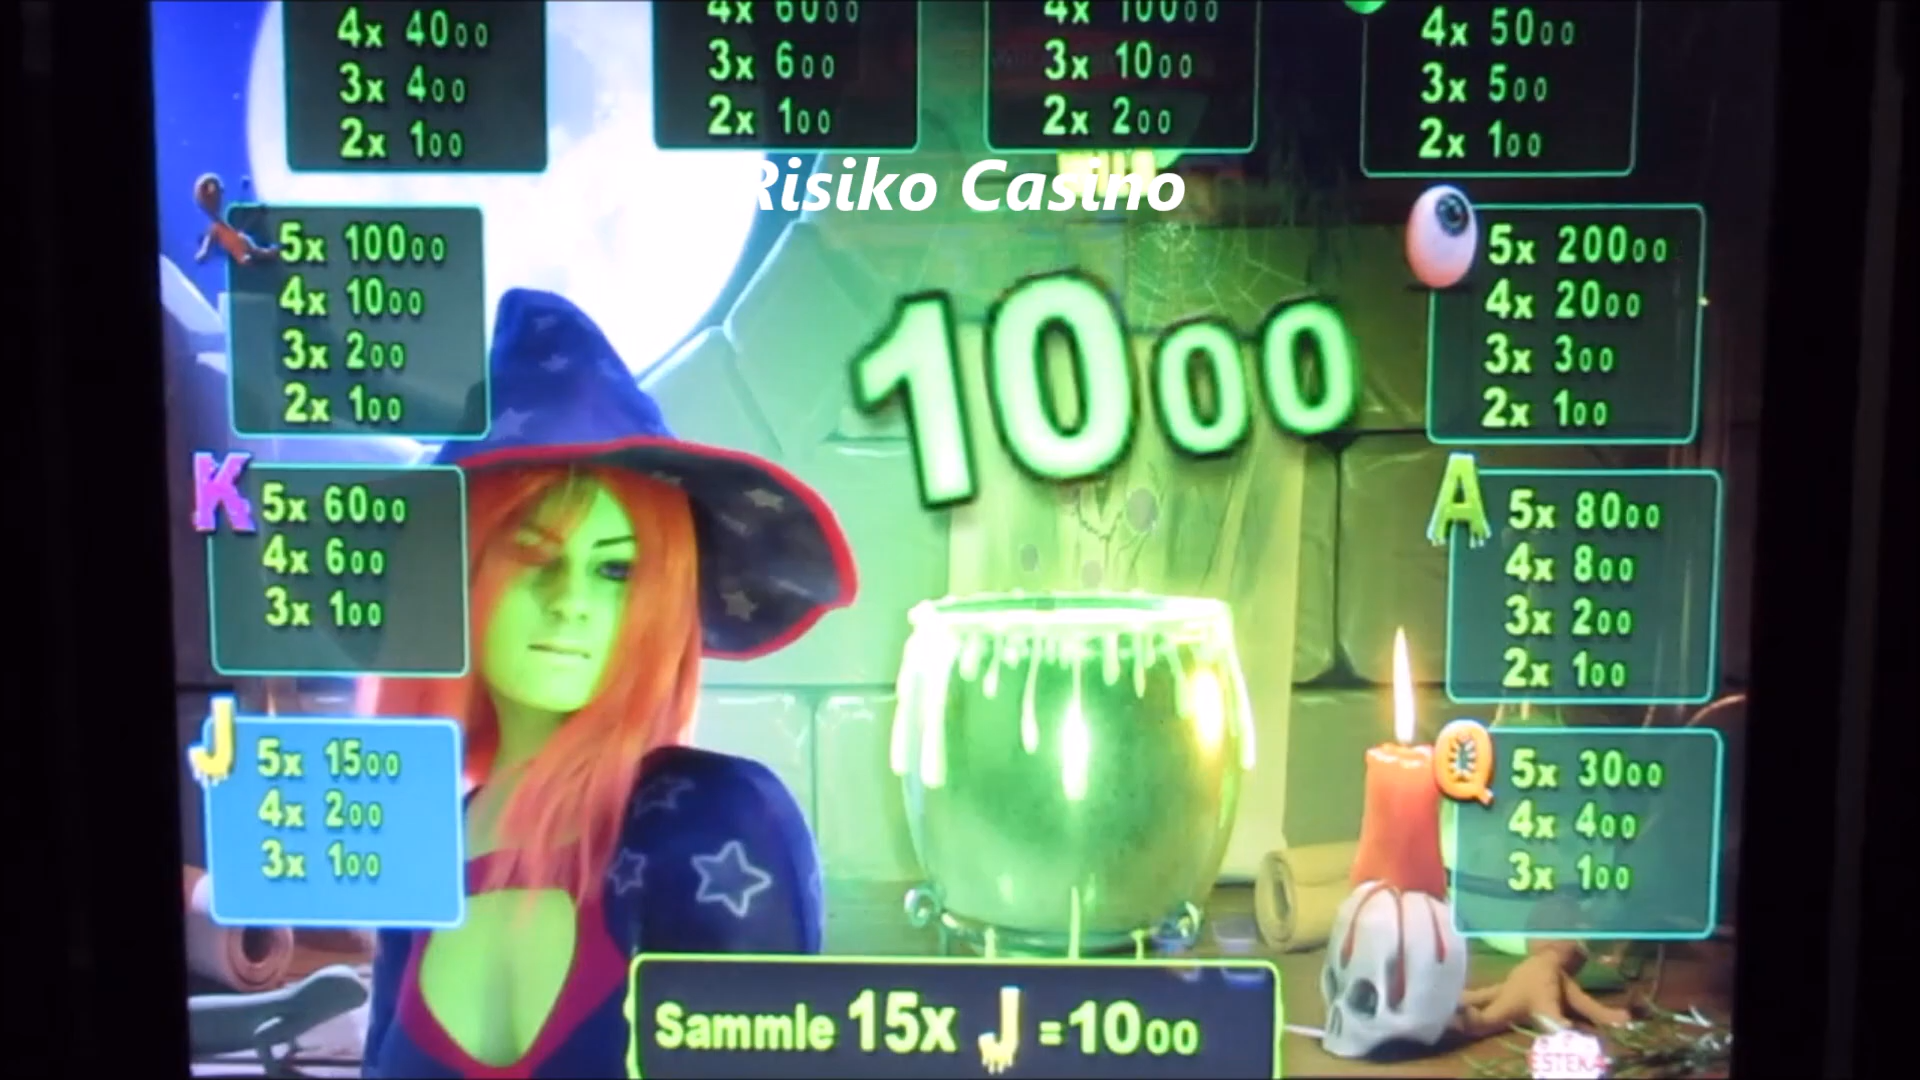 4x 4000
3x 400
2x 100
4x 6000
3x 600
2x 100
4x 10000
3x 1000
2x 200
4x 5000
3x 500
2x 100
Risiko Casino
5x 10000
4x 1000
3x 200
2x 100
5x 20000
4x 2000
3x 300
2x 100
1000
K
5x 6000
4x 600
3x 100
A
5x 8000
4x 800
3x 200
2x 100
J
5x 1500
4x 200
3x 100
Q
5x 3000
4x 400
3x 100
Sammle 15x J =1000